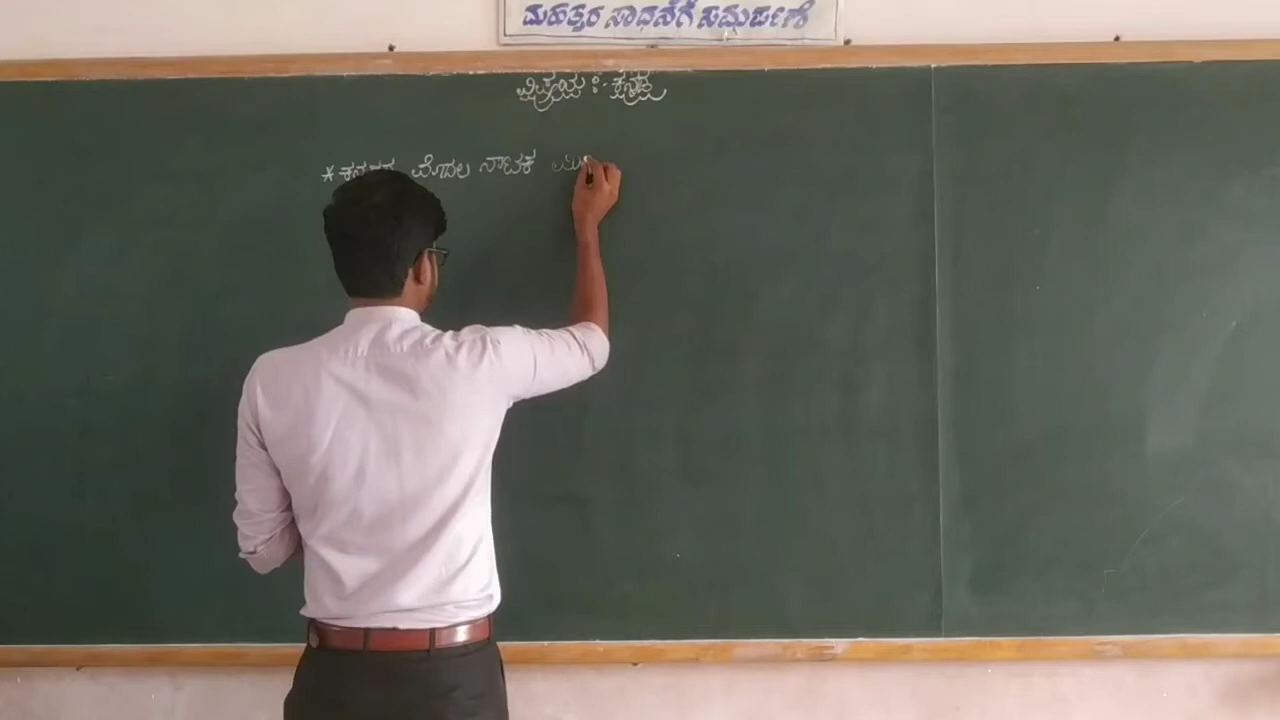 ಮಹತ್ತರ ಸಾಧನೆಗೆ ಸಮರ್ಪಣೆ
ವಿಷಯ :- ಕನ್ನಡ
* ಕನ್ನಡದ ಮೊದಲ ನಾಟಕ